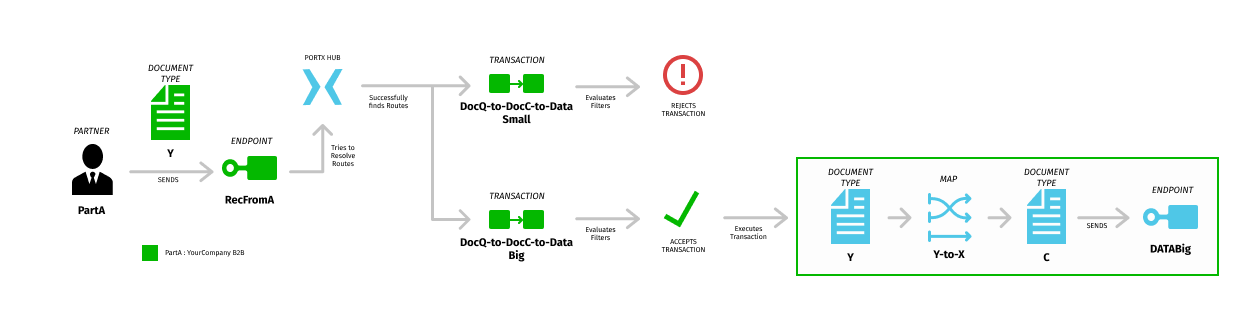 PARTNER
PartA
DOCUMENT
TYPE
Y
SENDS
ENDPOINT
RecFromA
PartA : YourCompany B2B
PORTX HUB
Tries to
Resolve
Routes
Successfully
finds Routes
TRANSACTION
DocQ-to-DocC-to-Data
Small
Evaluates
Filters
REJECTS
TRANSACTION
TRANSACTION
DocQ-to-DocC-to-Data
Big
Evaluates
Filters
ACCEPTS
TRANSACTION
Executes
Transaction
DOCUMENT
TYPE
Y
MAP
Y-to-X
DOCUMENT
TYPE
C
SENDS
ENDPOINT
DATABig